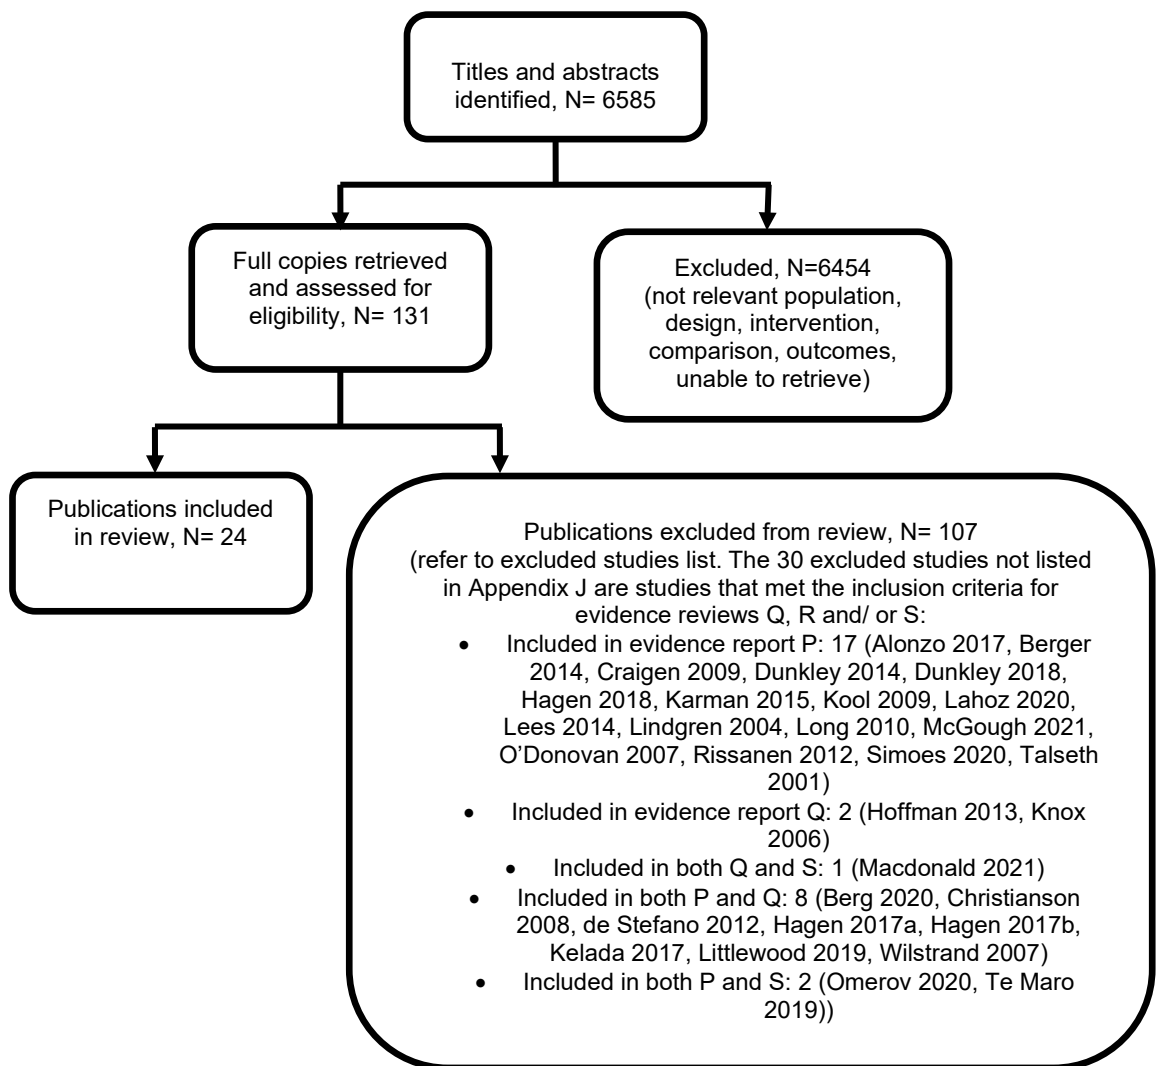 Titles and abstracts
identified, N= 6585
Full copies retrieved
and assessed for
eligibility, N= 131
Excluded, N=6454
(not relevant population,
design, intervention,
comparison, outcomes,
unable to retrieve)
Publications included
in review, N= 24
Publications excluded from review, N= 107
(refer to excluded studies list. The 30 excluded studies not listed
in Appendix J are studies that met the inclusion criteria for
evidence reviews Q, R and/ or S:
• Included in evidence report P: 17 (Alonzo 2017, Berger
2014, Craigen 2009, Dunkley 2014, Dunkley 2018,
Hagen 2018, Karman 2015, Kool 2009, Lahoz 2020,
Lees 2014, Lindgren 2004, Long 2010, McGough 2021,
O’Donovan 2007, Rissanen 2012, Simoes 2020, Talseth
2001)
• Included in evidence report Q: 2 (Hoffman 2013, Knox
2006)
• Included in both Q and S: 1 (Macdonald 2021)
• Included in both P and Q: 8 (Berg 2020, Christianson
2008, de Stefano 2012, Hagen 2017a, Hagen 2017b,
Kelada 2017, Littlewood 2019, Wilstrand 2007)
• Included in both P and S: 2 (Omerov 2020, Te Maro
2019))